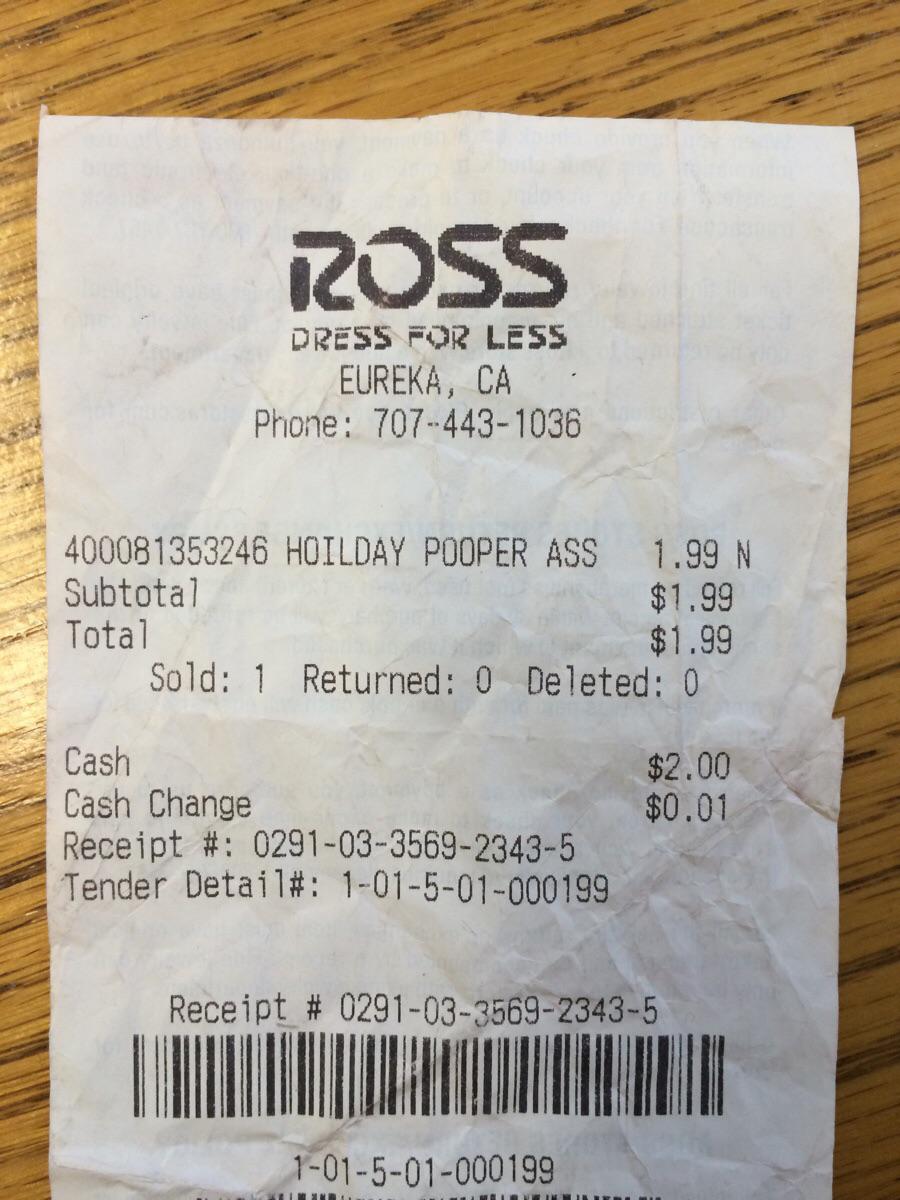 ROSS
DRESS FOR LESS
EUREKA, CA
Phone: 707-443-1036
400081353246 HOILDAY POOPER ASS 1.99 N
Subtotal $1.99
Total $1.99
Sold: 1 Returned: 0 Deleted: 0
Cash $2.00
Cash Change $0.01
Receipt #: 0291-03-3569-2343-5
Tender Detail#: 1-01-5-01-000199
Receipt # 0291-03-3569-2343-5
1-01-5-01-000199